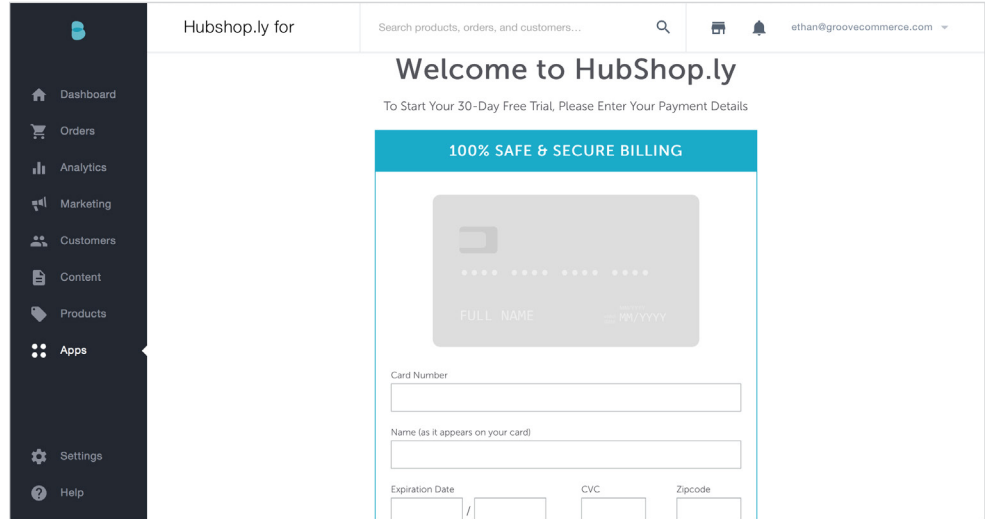 Hubshop.ly for
Search products, orders, and customers...
ethan@groovecommerce.com
Dashboard
Orders
Analytics
Marketing
Customers
Content
Products
Apps
Settings
Help
Welcome to HubShop.ly
To Start Your 30-Day Free Trial, Please Enter Your Payment Details
100% SAFE & SECURE BILLING
•••• •••• •••• ••••
FULL NAME MM/YYYY
Card Number
Name (as it appears on your card)
Expiration Date CVC Zipcode
/